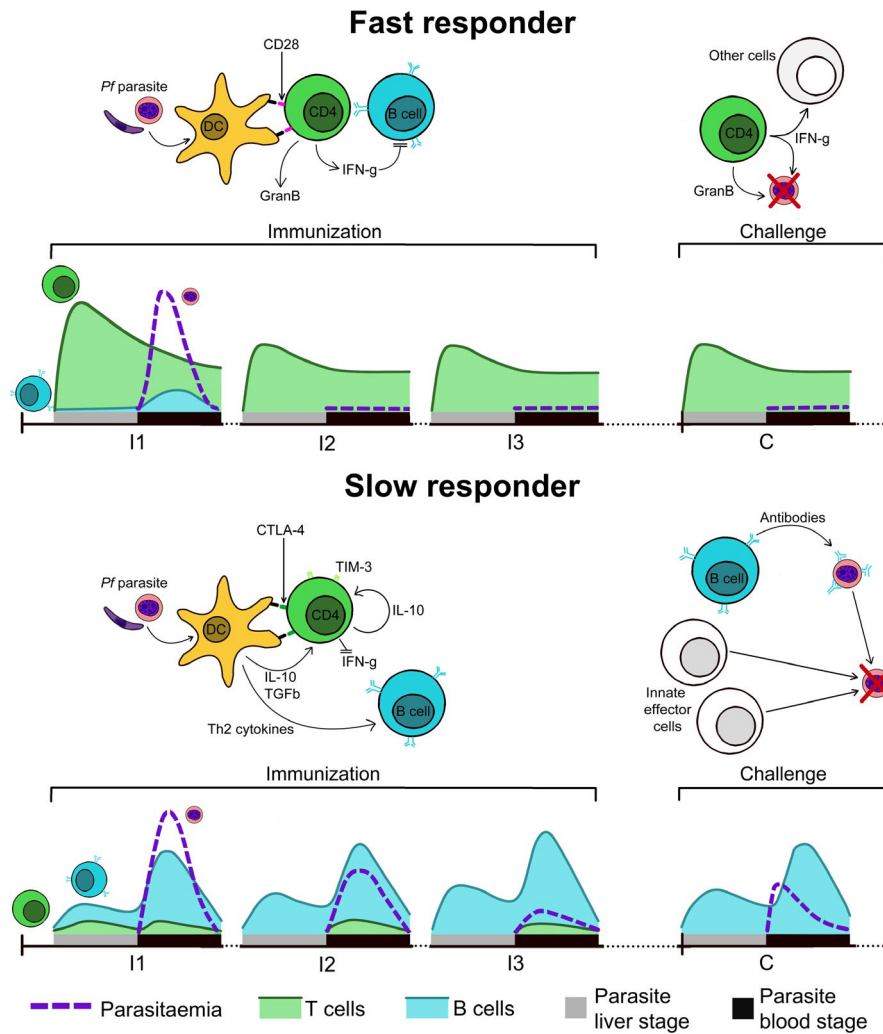 Fast responder
CD28
Other cells
Pf parasite
DC
CD4
B cell
CD4
IFN-g
IFN-g
GranB
GranB
Immunization
Challenge
I1
I2
I3
C
Slow responder
CTLA-4
Antibodies
TIM-3
Pf parasite
B cell
DC
CD4
IL-10
IFN-g
IL-10
TGFb
Innate
effector
cells
B cell
Th2 cytokines
Immunization
Challenge
I1
I2
I3
C
Parasitaemia
T cells
B cells
Parasite
liver stage
Parasite
blood stage